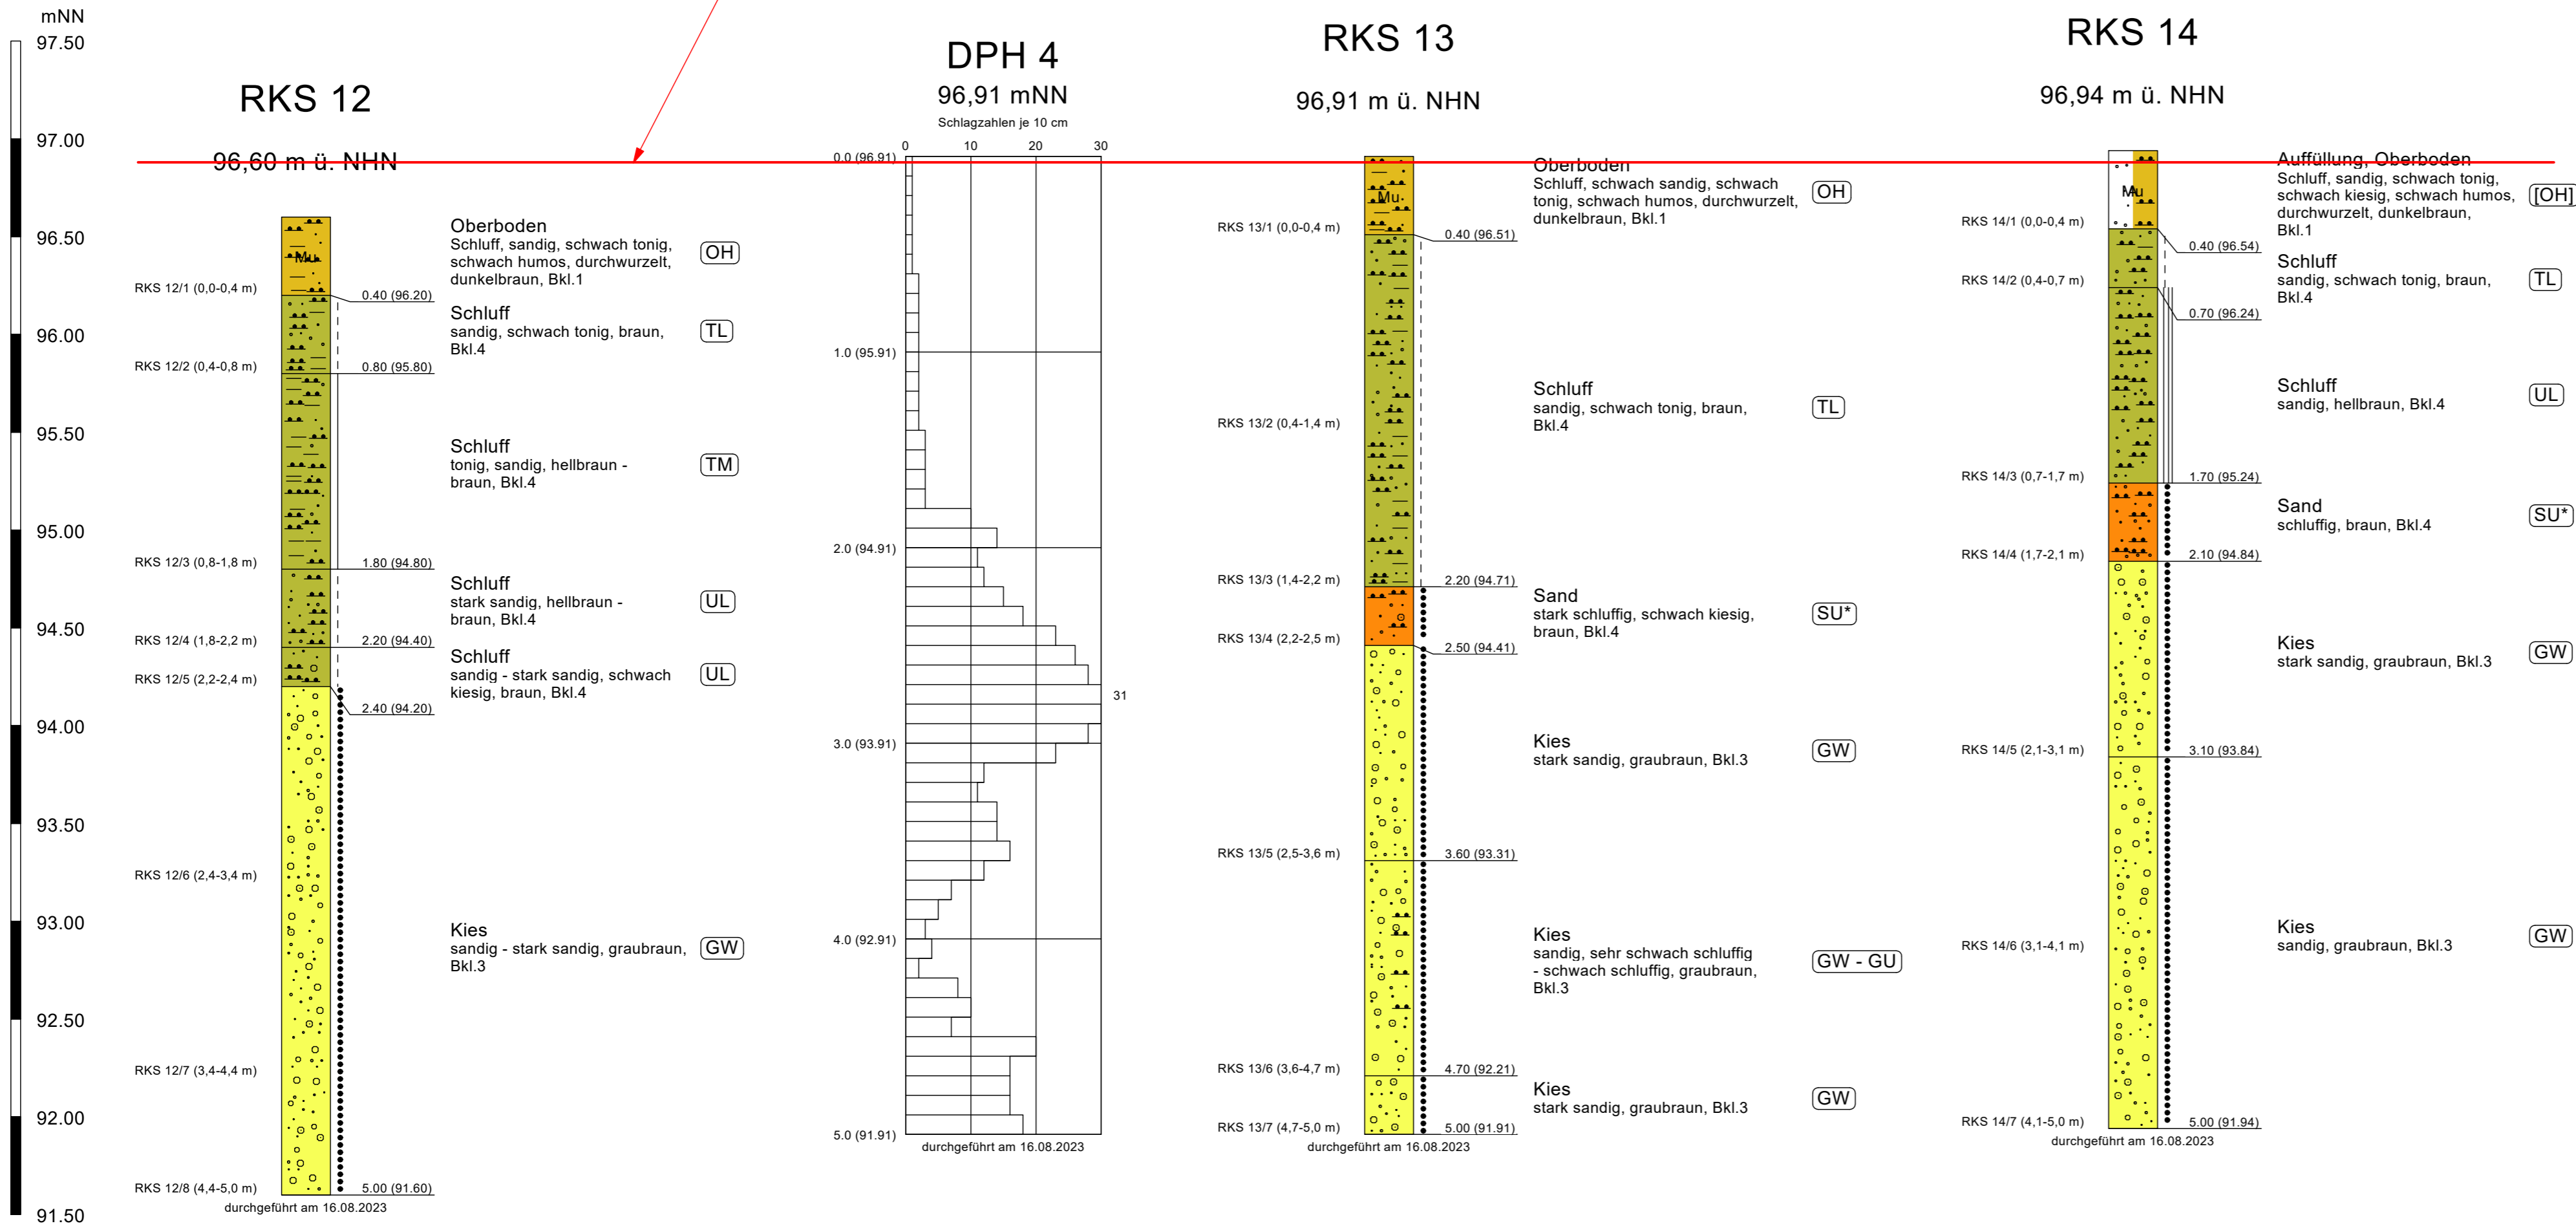 mNN
97.50
97.00
96.50
96.00
95.50
95.00
94.50
94.00
93.50
93.00
92.50
92.00
91.50
RKS 12
96,60 m ü. NHN
Mu
RKS 12/1 (0,0-0,4 m)
RKS 12/2 (0,4-0,8 m)
RKS 12/3 (0,8-1,8 m)
RKS 12/4 (1,8-2,2 m)
RKS 12/5 (2,2-2,4 m)
RKS 12/6 (2,4-3,4 m)
RKS 12/7 (3,4-4,4 m)
RKS 12/8 (4,4-5,0 m)
0.40 (96.20)
0.80 (95.80)
1.80 (94.80)
2.20 (94.40)
2.40 (94.20)
5.00 (91.60)
Oberboden
Schluff, sandig, schwach tonig,
schwach humos, durchwurzelt,
dunkelbraun, Bkl.1
OH
Schluff
sandig, schwach tonig, braun,
Bkl.4
TL
Schluff
tonig, sandig, hellbraun -
braun, Bkl.4
TM
Schluff
stark sandig, hellbraun -
braun, Bkl.4
UL
Schluff
sandig - stark sandig, schwach
kiesig, braun, Bkl.4
UL
Kies
sandig - stark sandig, graubraun,
Bkl.3
GW
durchgeführt am 16.08.2023
DPH 4
96,91 mNN
Schlagzahlen je 10 cm
0 10 20 30
0.0 (96.91)
1.0 (95.91)
2.0 (94.91)
31
3.0 (93.91)
4.0 (92.91)
5.0 (91.91)
durchgeführt am 16.08.2023
RKS 13
96,91 m ü. NHN
Mu
RKS 13/1 (0,0-0,4 m)
RKS 13/2 (0,4-1,4 m)
RKS 13/3 (1,4-2,2 m)
RKS 13/4 (2,2-2,5 m)
RKS 13/5 (2,5-3,6 m)
RKS 13/6 (3,6-4,7 m)
RKS 13/7 (4,7-5,0 m)
0.40 (96.51)
2.20 (94.71)
2.50 (94.41)
3.60 (93.31)
4.70 (92.21)
5.00 (91.91)
Oberboden
Schluff, schwach sandig, schwach
tonig, schwach humos, durchwurzelt,
dunkelbraun, Bkl.1
OH
Schluff
sandig, schwach tonig, braun,
Bkl.4
TL
Sand
stark schluffig, schwach kiesig,
braun, Bkl.4
SU*
Kies
stark sandig, graubraun, Bkl.3
GW
Kies
sandig, sehr schwach schluffig
- schwach schluffig, graubraun,
Bkl.3
GW - GU
Kies
stark sandig, graubraun, Bkl.3
GW
durchgeführt am 16.08.2023
RKS 14
96,94 m ü. NHN
RKS 14/1 (0,0-0,4 m)
RKS 14/2 (0,4-0,7 m)
RKS 14/3 (0,7-1,7 m)
RKS 14/4 (1,7-2,1 m)
RKS 14/5 (2,1-3,1 m)
RKS 14/6 (3,1-4,1 m)
RKS 14/7 (4,1-5,0 m)
0.40 (96.54)
0.70 (96.24)
1.70 (95.24)
2.10 (94.84)
3.10 (93.84)
5.00 (91.94)
Auffüllung, Oberboden
Schluff, sandig, schwach tonig,
schwach kiesig, schwach humos,
durchwurzelt, dunkelbraun,
Bkl.1
[OH]
Schluff
sandig, schwach tonig, braun,
Bkl.4
TL
Schluff
sandig, hellbraun, Bkl.4
UL
Sand
schluffig, braun, Bkl.4
SU*
Kies
stark sandig, graubraun, Bkl.3
GW
Kies
sandig, graubraun, Bkl.3
GW
durchgeführt am 16.08.2023